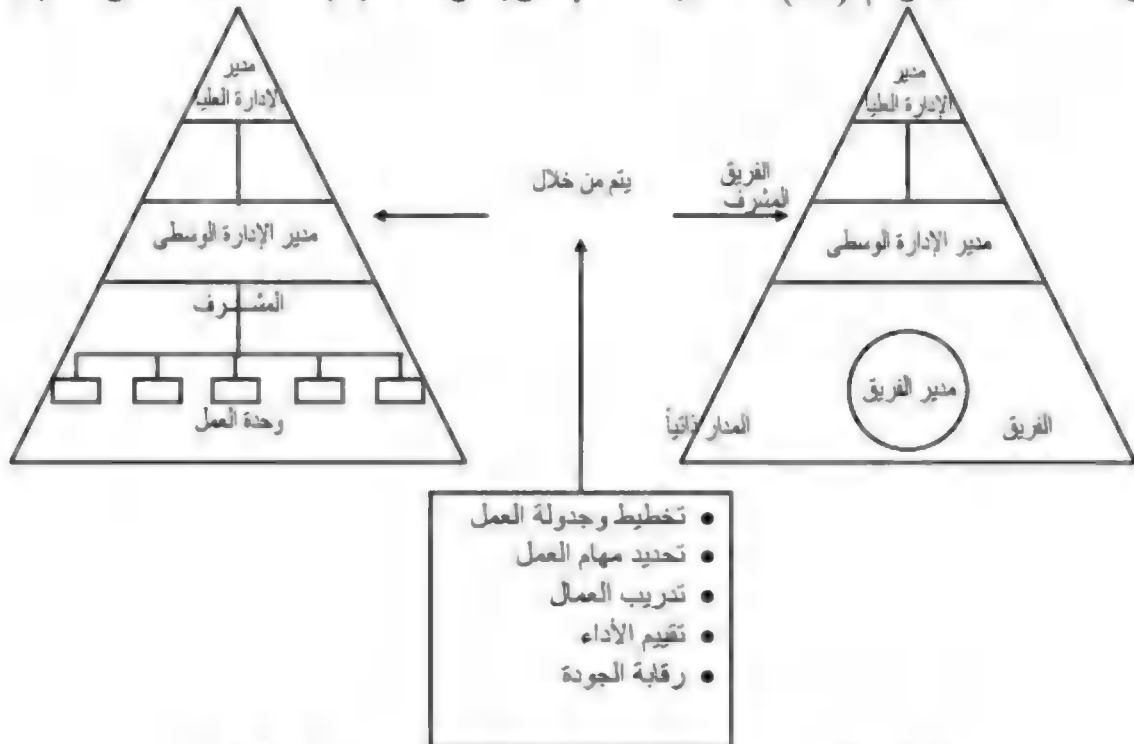 مدير
الإدارة العليا
مدير الإدارة الوسطى
الفريق
مدير الفريق
المدار ذاتياً
الفريق
المشرف
يتم من خلال
مدير
الإدارة العليا
مدير الإدارة الوسطى
المشـرف
وحدة العمل
• تخطيط وجدولة العمل
• تحديد مهام العمل
• تدريب العمال
• تقييم الأداء
• رقابة الجودة